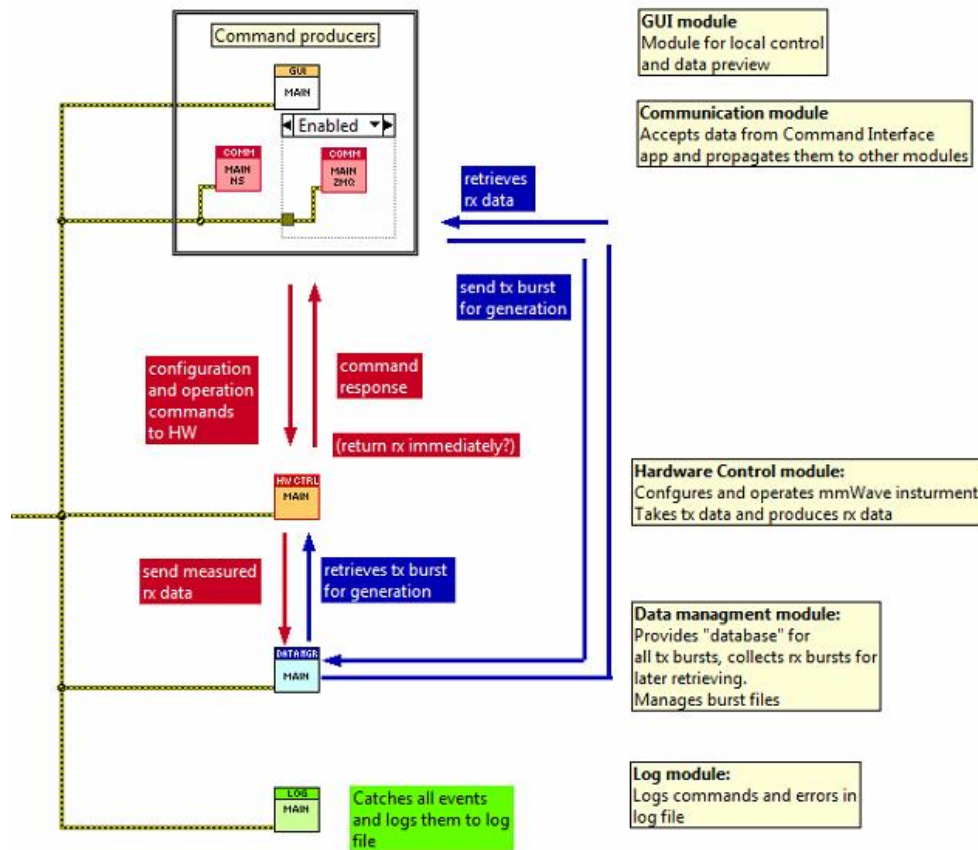 Command producers
GUI
MAIN
Enabled
COMM
MAIN
NS
COMM
MAIN
ZMQ
retrieves
rx data
send tx burst
for generation
configuration
and operation
commands
to HW
command
response
(return rx immediately?)
HW CTRL
MAIN
send measured
rx data
retrieves tx burst
for generation
DATA MGR
MAIN
LOG
MAIN
Catches all events
and logs them to log
file
GUI module
Module for local control
and data preview
Communication module
Accepts data from Command Interface
app and propagates them to other modules
Hardware Control module:
Confgures and operates mmWave insturment
Takes tx data and produces rx data
Data managment module:
Provides "database" for
all tx bursts, collects rx bursts for
later retrieving.
Manages burst files
Log module:
Logs commands and errors in
log file